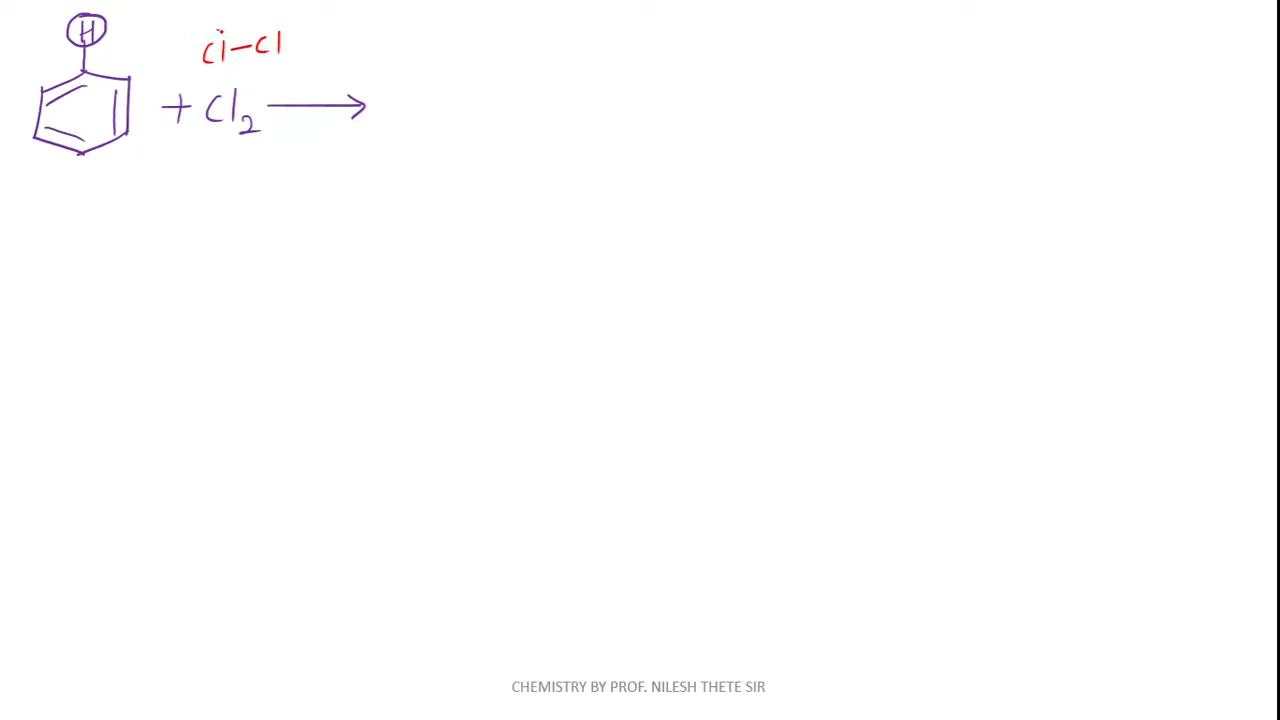 H
Cl-Cl
+ Cl2 →
CHEMISTRY BY PROF. NILESH THETE SIR